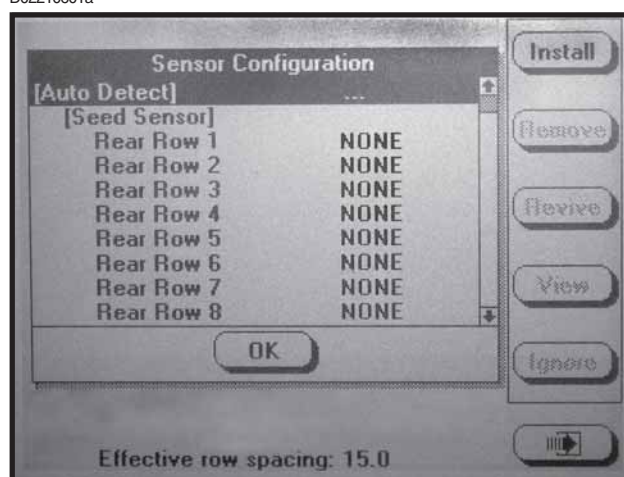 Sensor Configuration
[Auto Detect] ...
[Seed Sensor]
Rear Row 1 NONE
Rear Row 2 NONE
Rear Row 3 NONE
Rear Row 4 NONE
Rear Row 5 NONE
Rear Row 6 NONE
Rear Row 7 NONE
Rear Row 8 NONE
OK
Effective row spacing: 15.0
Install
Remove
Revive
View
Ignore